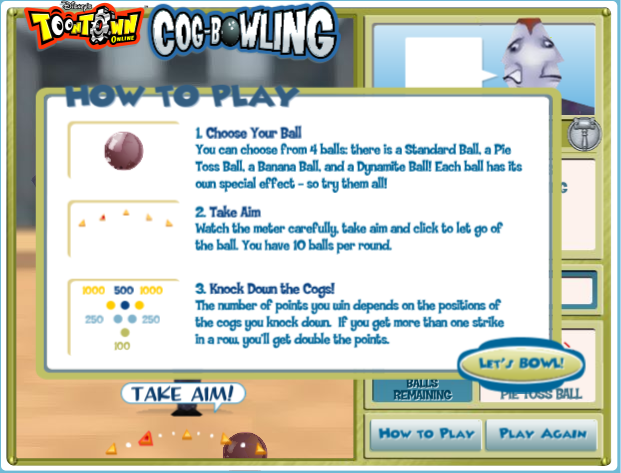 Disney's
TOONTOWN
ONLINE
COG-BOWLING
HOW TO PLAY
1. Choose Your Ball
You can choose from 4 balls: there is a Standard Ball, a Pie
Toss Ball, a Banana Ball, and a Dynamite Ball! Each ball has its
own special effect - so try them all!
2. Take Aim
Watch the meter carefully, take aim and click to let go of
the ball. You have 10 balls per round.
1000 500 1000
250 250
100
3. Knock Down the Cogs!
The number of points you win depends on the positions of
the cogs you knock down. If you get more than one strike
in a row, you'll get double the points.
LET'S BOWL!
TAKE AIM!
BALLS
REMAINING
PIE TOSS BALL
HOW TO PLAY
PLAY AGAIN